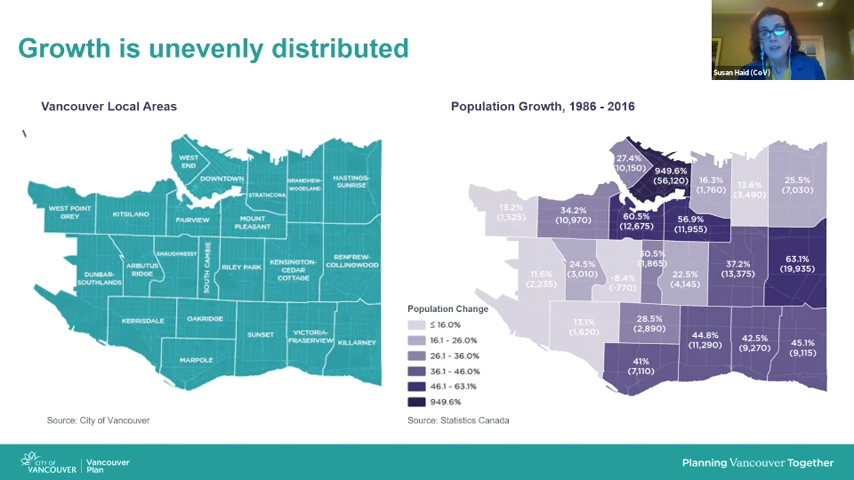 Growth is unevenly distributed
Susan Haid (CoV)
Vancouver Local Areas
WEST
END
DOWNTOWN
STRATHCONA
GRANDVIEW-
WOODLAND
HASTINGS-
SUNRISE
WEST POINT
GREY
KITSILANO
FAIRVIEW
MOUNT
PLEASANT
DUNBAR-
SOUTHLANDS
ARBUTUS
RIDGE
SHAUGHNESSY
SOUTH CAMBIE
RILEY PARK
KENSINGTON-
CEDAR
COTTAGE
RENFREW-
COLLINGWOOD
KERRISDALE
OAKRIDGE
SUNSET
VICTORIA-
FRASERVIEW
KILLARNEY
MARPOLE
Source: City of Vancouver
Population Growth, 1986 - 2016
27.4%
(10,150)
949.6%
(56,120)
16.3%
(1,760)
13.6%
(3,490)
25.5%
(7,030)
13.2%
(1,525)
34.2%
(10,970)
60.5%
(12,675)
56.9%
(11,955)
11.6%
(2,235)
24.5%
(3,010)
-8.4%
(-770)
30.5%
(1,865)
22.5%
(4,145)
37.2%
(13,375)
63.1%
(19,935)
13.1%
(1,620)
28.5%
(2,890)
44.8%
(11,290)
42.5%
(9,270)
45.1%
(9,115)
41%
(7,110)
Population Change
≤ 16.0%
16.1 - 26.0%
26.1 - 36.0%
36.1 - 46.0%
46.1 - 63.1%
949.6%
Source: Statistics Canada
CITY OF
VANCOUVER
Vancouver
Plan
Planning Vancouver Together